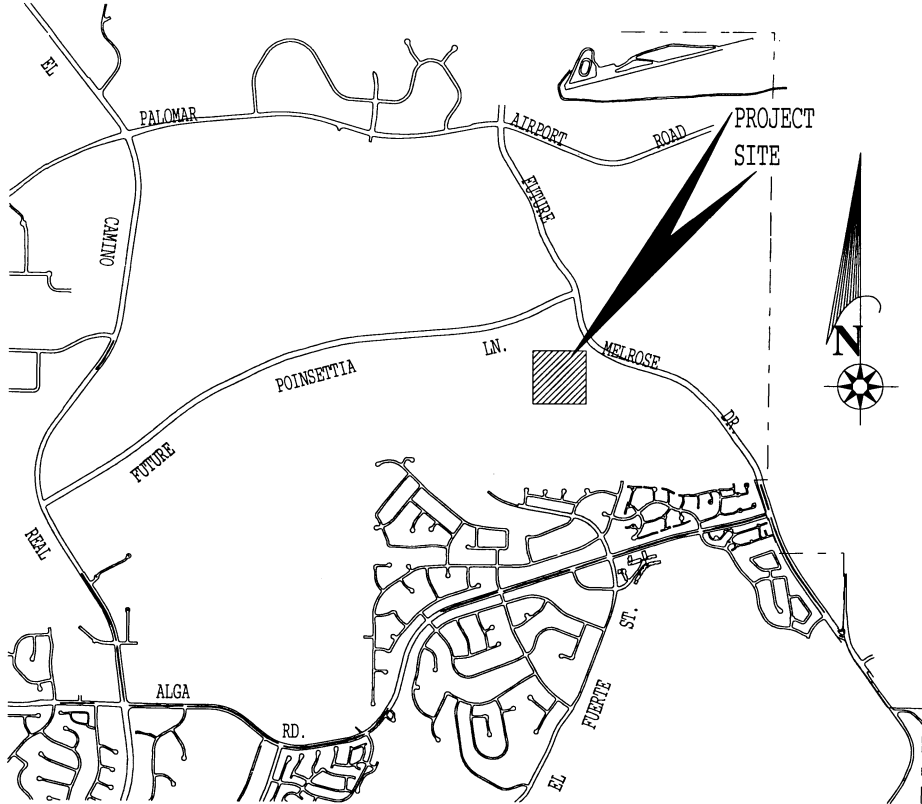 EL
PALOMAR
AIRPORT
ROAD
PROJECT
SITE
CAMINO
FUTURE
N
LN.
MELROSE
POINSETTIA
DR.
FUTURE
REAL
ST.
ALGA
RD.
FUERTE
EL